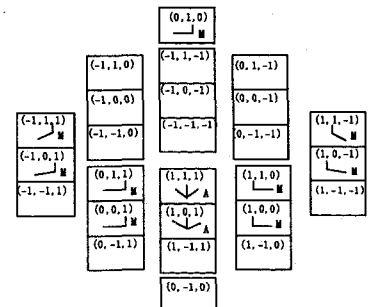 (0,1,0)
M
(-1,1,0)
(-1,1,-1)
(0,1,-1)
(-1,0,0)
(-1,0,-1)
(0,0,-1)
(-1,1,1)
M
(-1,-1,0)
(-1,-1,-1)
(0,-1,-1)
(1,1,-1)
M
(-1,0,1)
M
(1,0,-1)
M
(-1,-1,1)
(0,1,1)
M
(1,1,1)
A
(1,1,0)
M
(1,-1,-1)
(0,0,1)
M
(1,0,1)
A
(1,0,0)
M
(0,-1,1)
(1,-1,1)
(1,-1,0)
(0,-1,0)